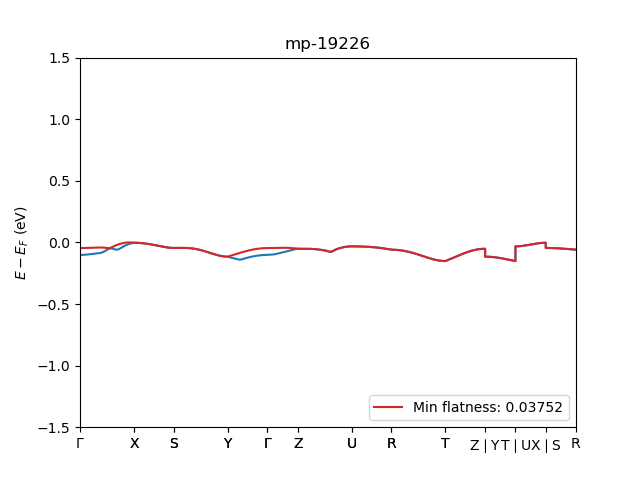 mp-19226
E − E_F (eV)
1.5
1.0
0.5
0.0
−0.5
−1.0
−1.5
Min flatness: 0.03752
Γ X S Y Γ Z U R T Z | Y T | U X | S R